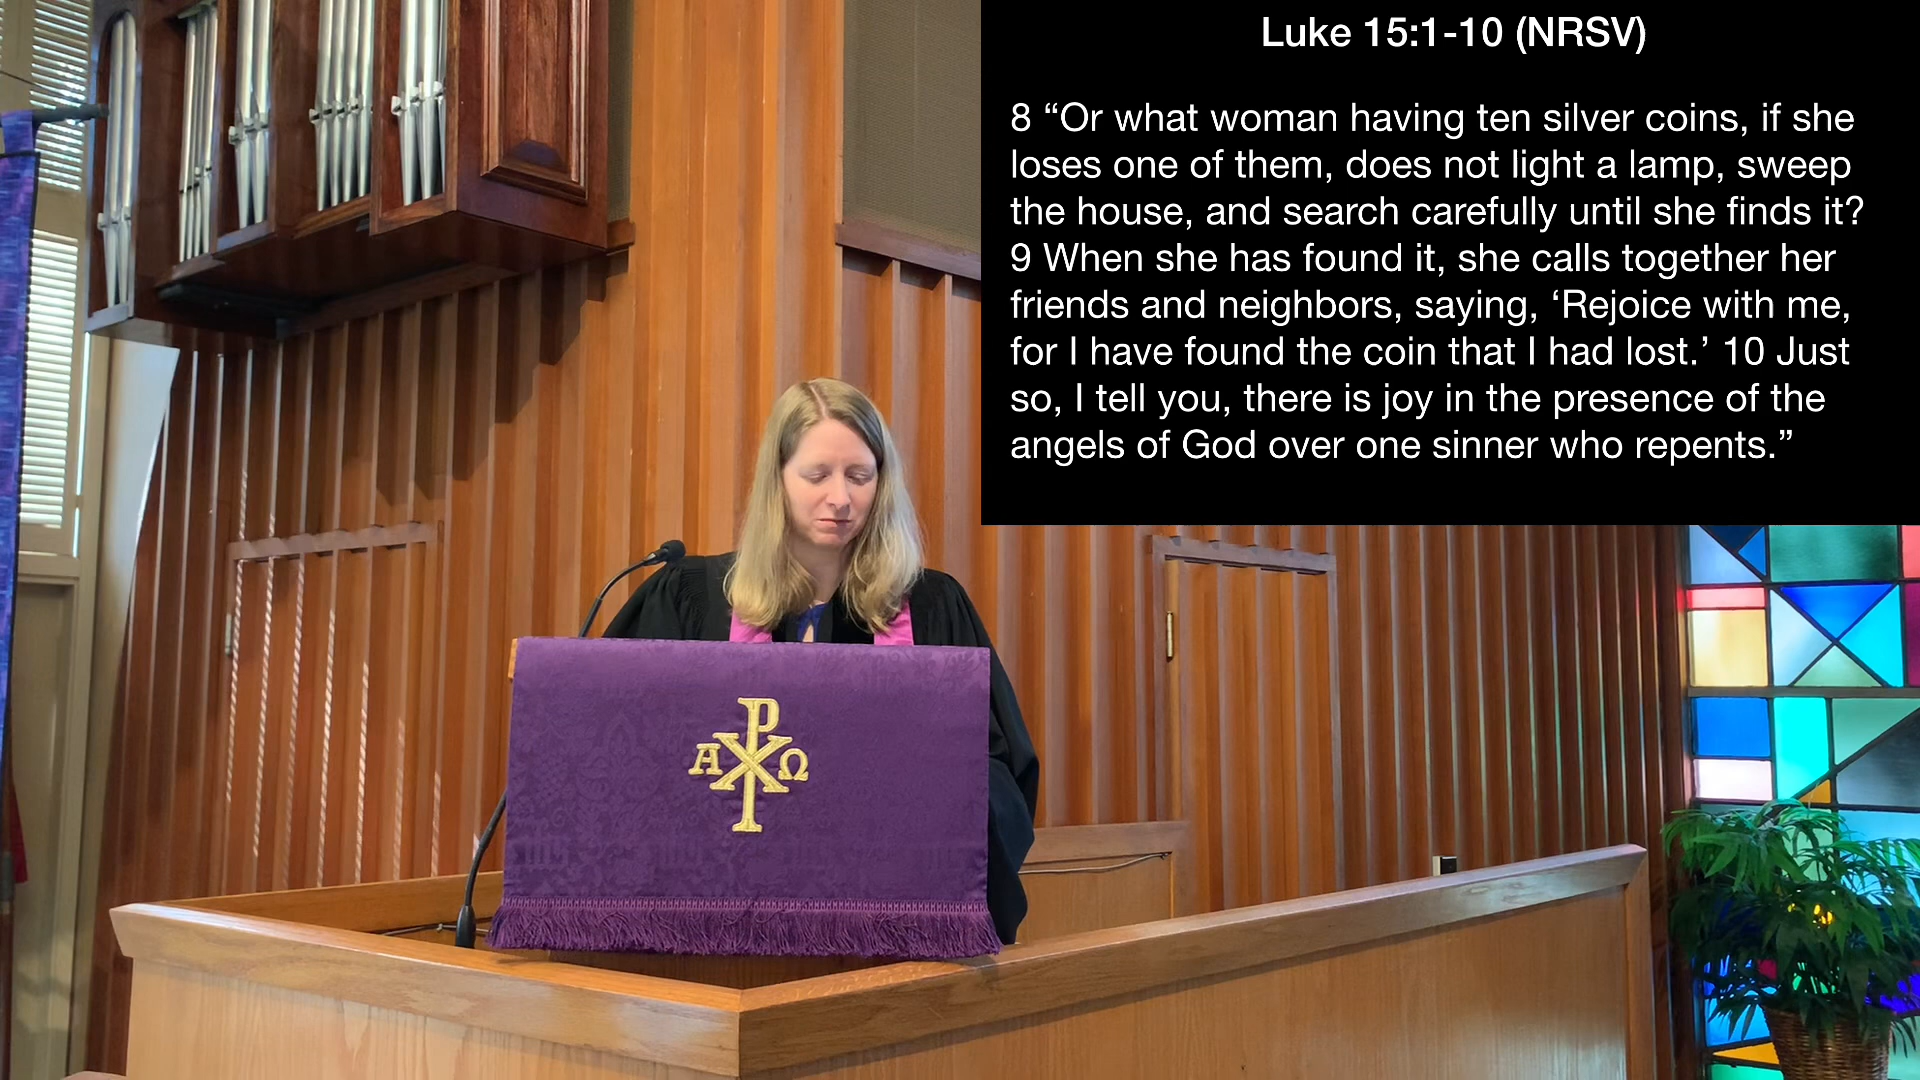 Luke 15:1-10 (NRSV)
8 “Or what woman having ten silver coins, if she
loses one of them, does not light a lamp, sweep
the house, and search carefully until she finds it?
9 When she has found it, she calls together her
friends and neighbors, saying, ‘Rejoice with me,
for I have found the coin that I had lost.’ 10 Just
so, I tell you, there is joy in the presence of the
angels of God over one sinner who repents.”
Α Ρ Χ Ω